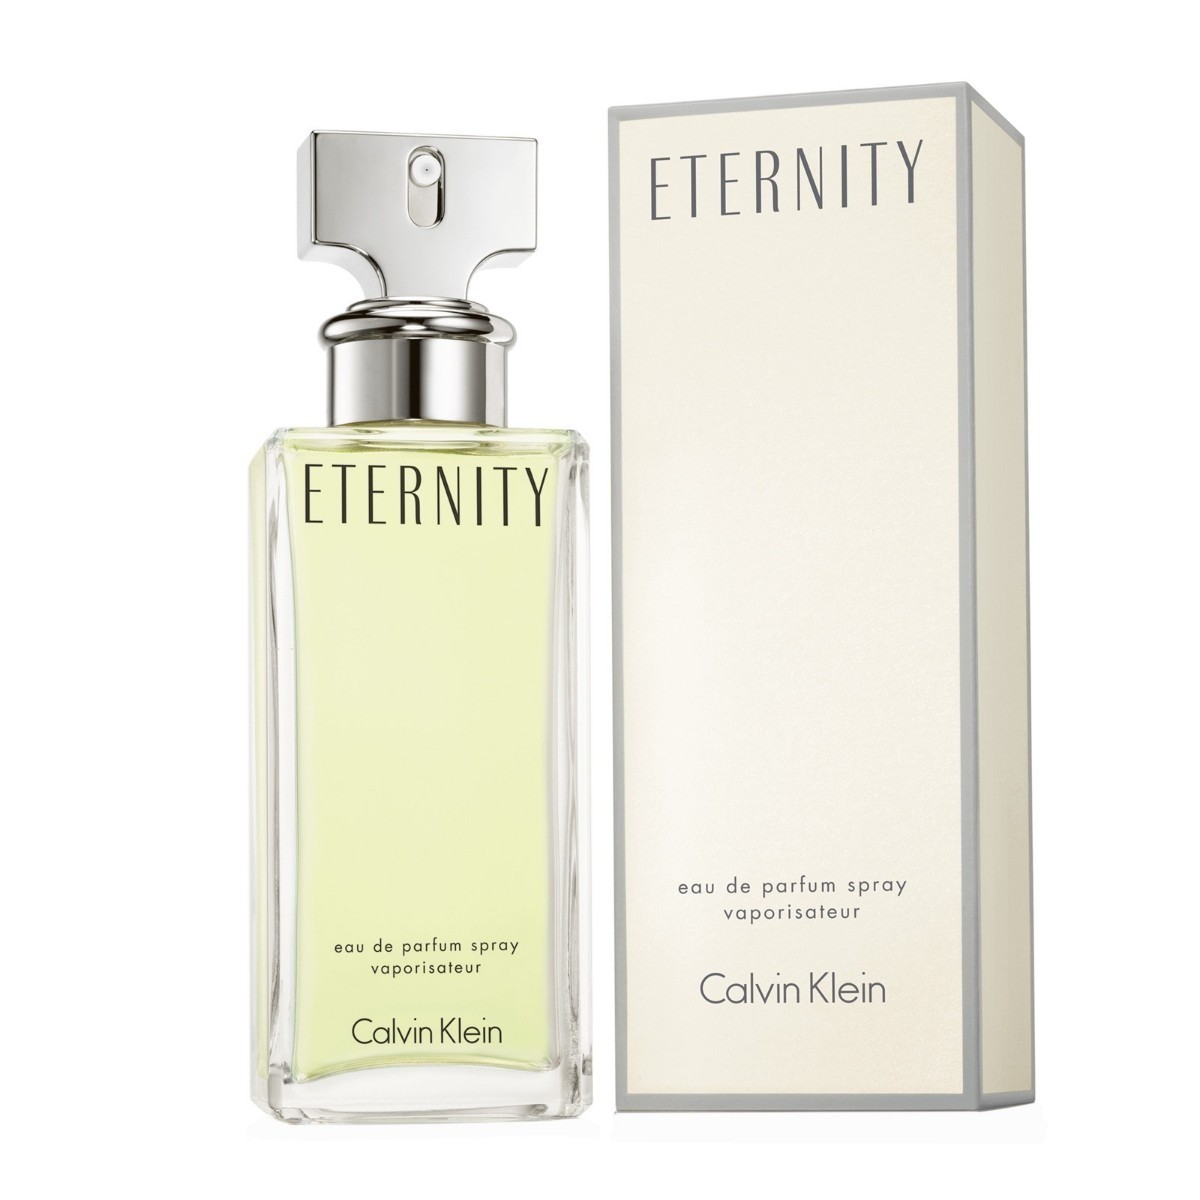 ETERNITY
eau de parfum spray
vaporisateur
Calvin Klein
ETERNITY
eau de parfum spray
vaporisateur
Calvin Klein